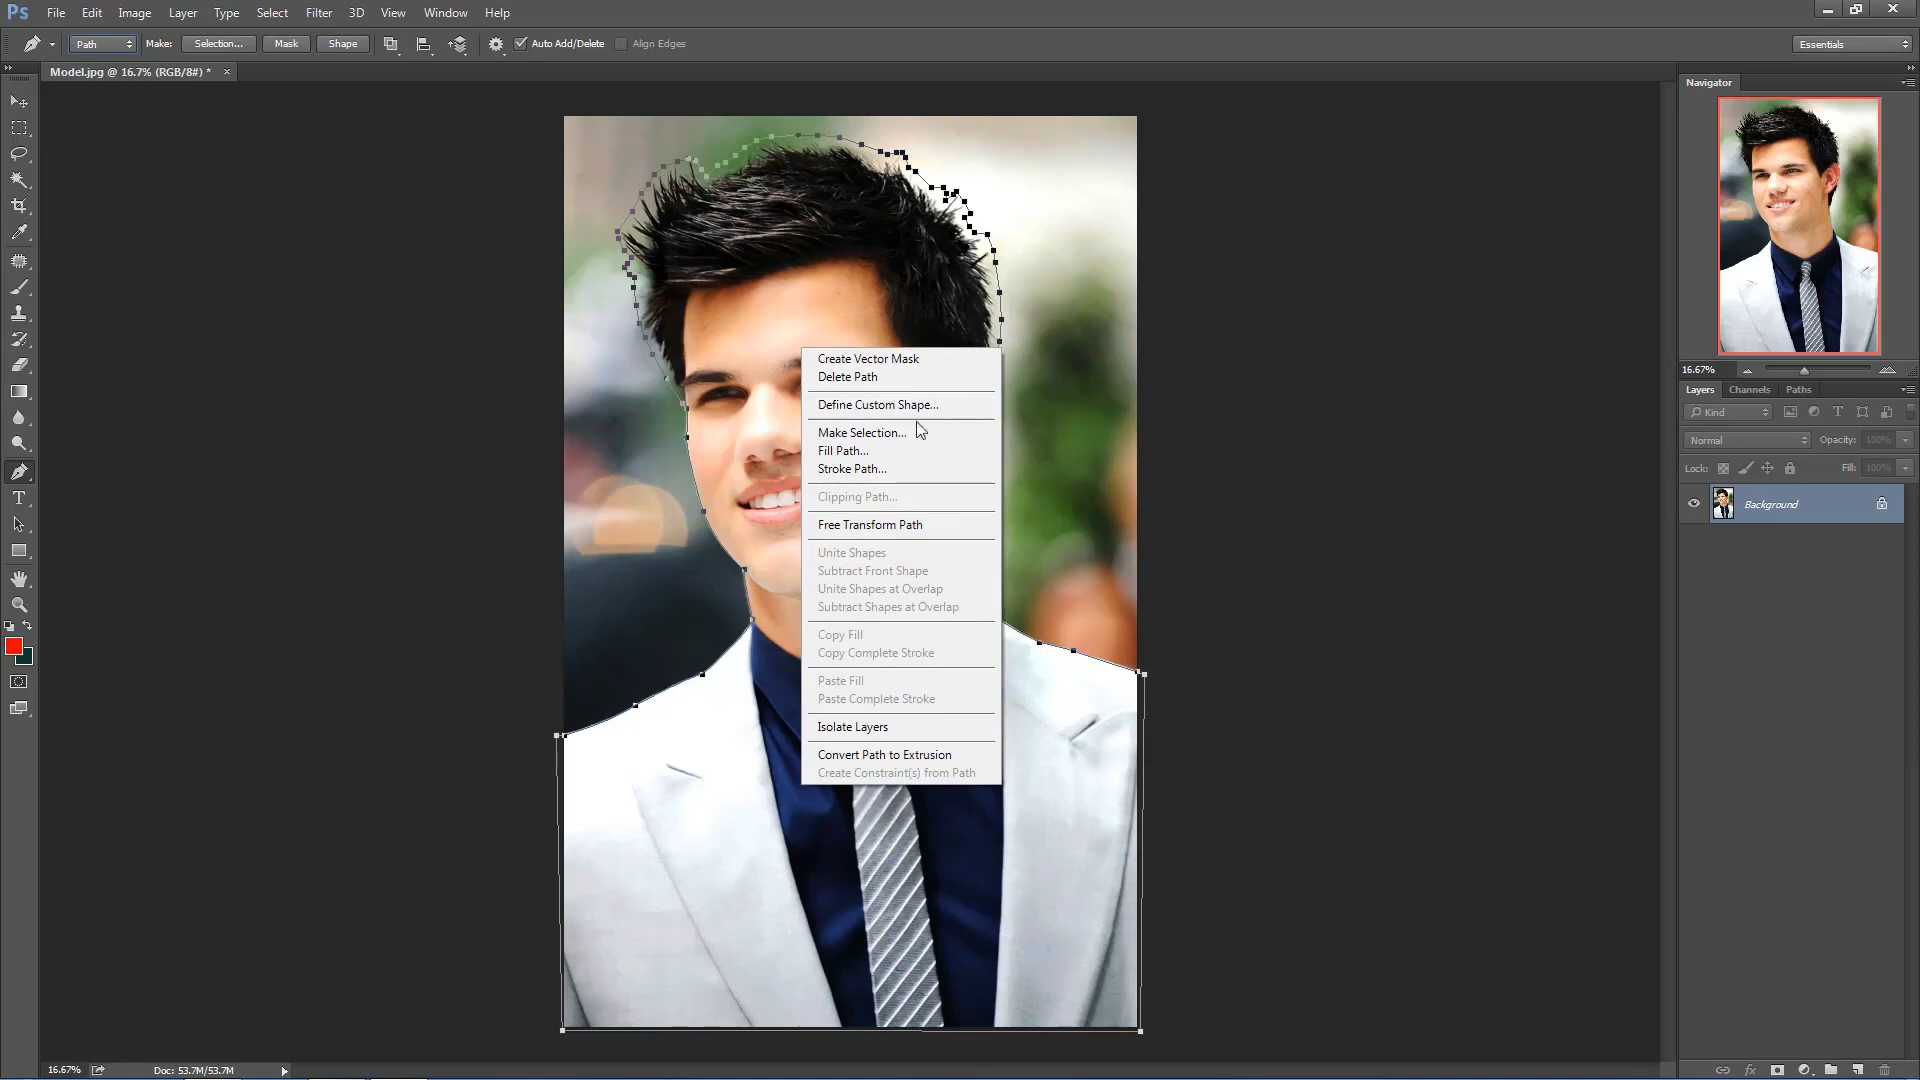 Ps File Edit Image Layer Type Select Filter 3D View Window Help
Path Make: Selection... Mask Shape Auto Add/Delete Align Edges Essentials
Model.jpg @ 16.7% (RGB/8#) * ×
Navigator
16.67%
Layers Channels Paths
Kind
Normal Opacity: 100%
Lock: Fill: 100%
Background
Create Vector Mask
Delete Path
Define Custom Shape...
Make Selection...
Fill Path...
Stroke Path...
Clipping Path...
Free Transform Path
Unite Shapes
Subtract Front Shape
Unite Shapes at Overlap
Subtract Shapes at Overlap
Copy Fill
Copy Complete Stroke
Paste Fill
Paste Complete Stroke
Isolate Layers
Convert Path to Extrusion
Create Constraint(s) from Path
16.67% Doc: 53.7M/53.7M